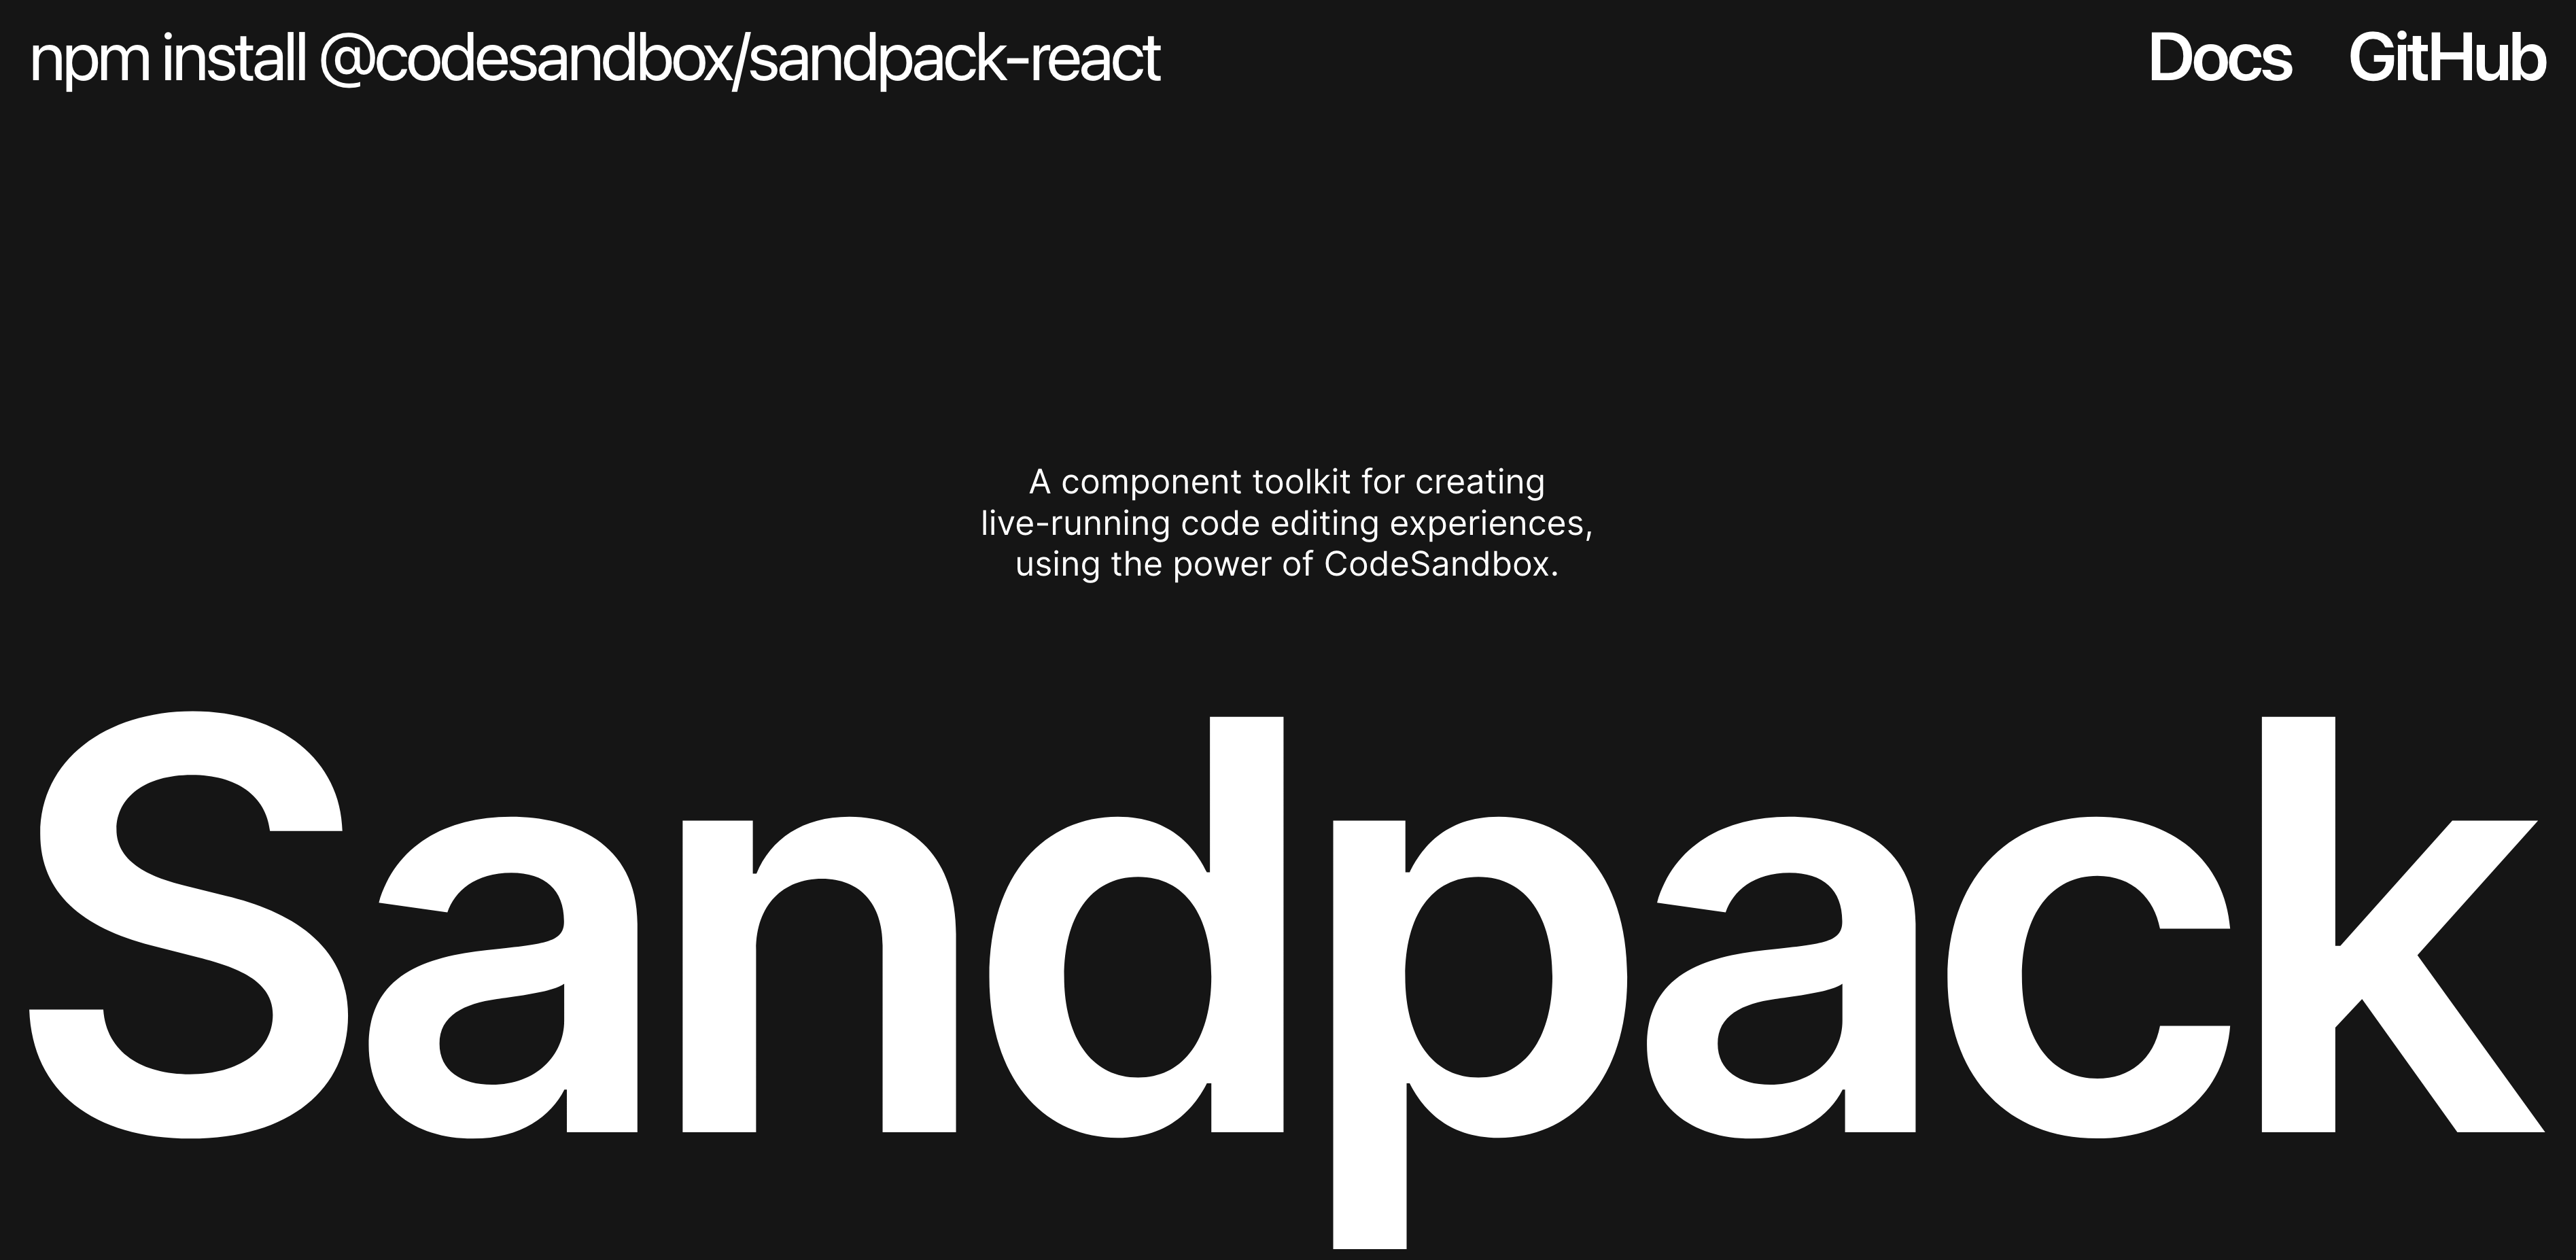 npm install @codesandbox/sandpack-react
Docs GitHub
A component toolkit for creating
live-running code editing experiences,
using the power of CodeSandbox.
Sandpack